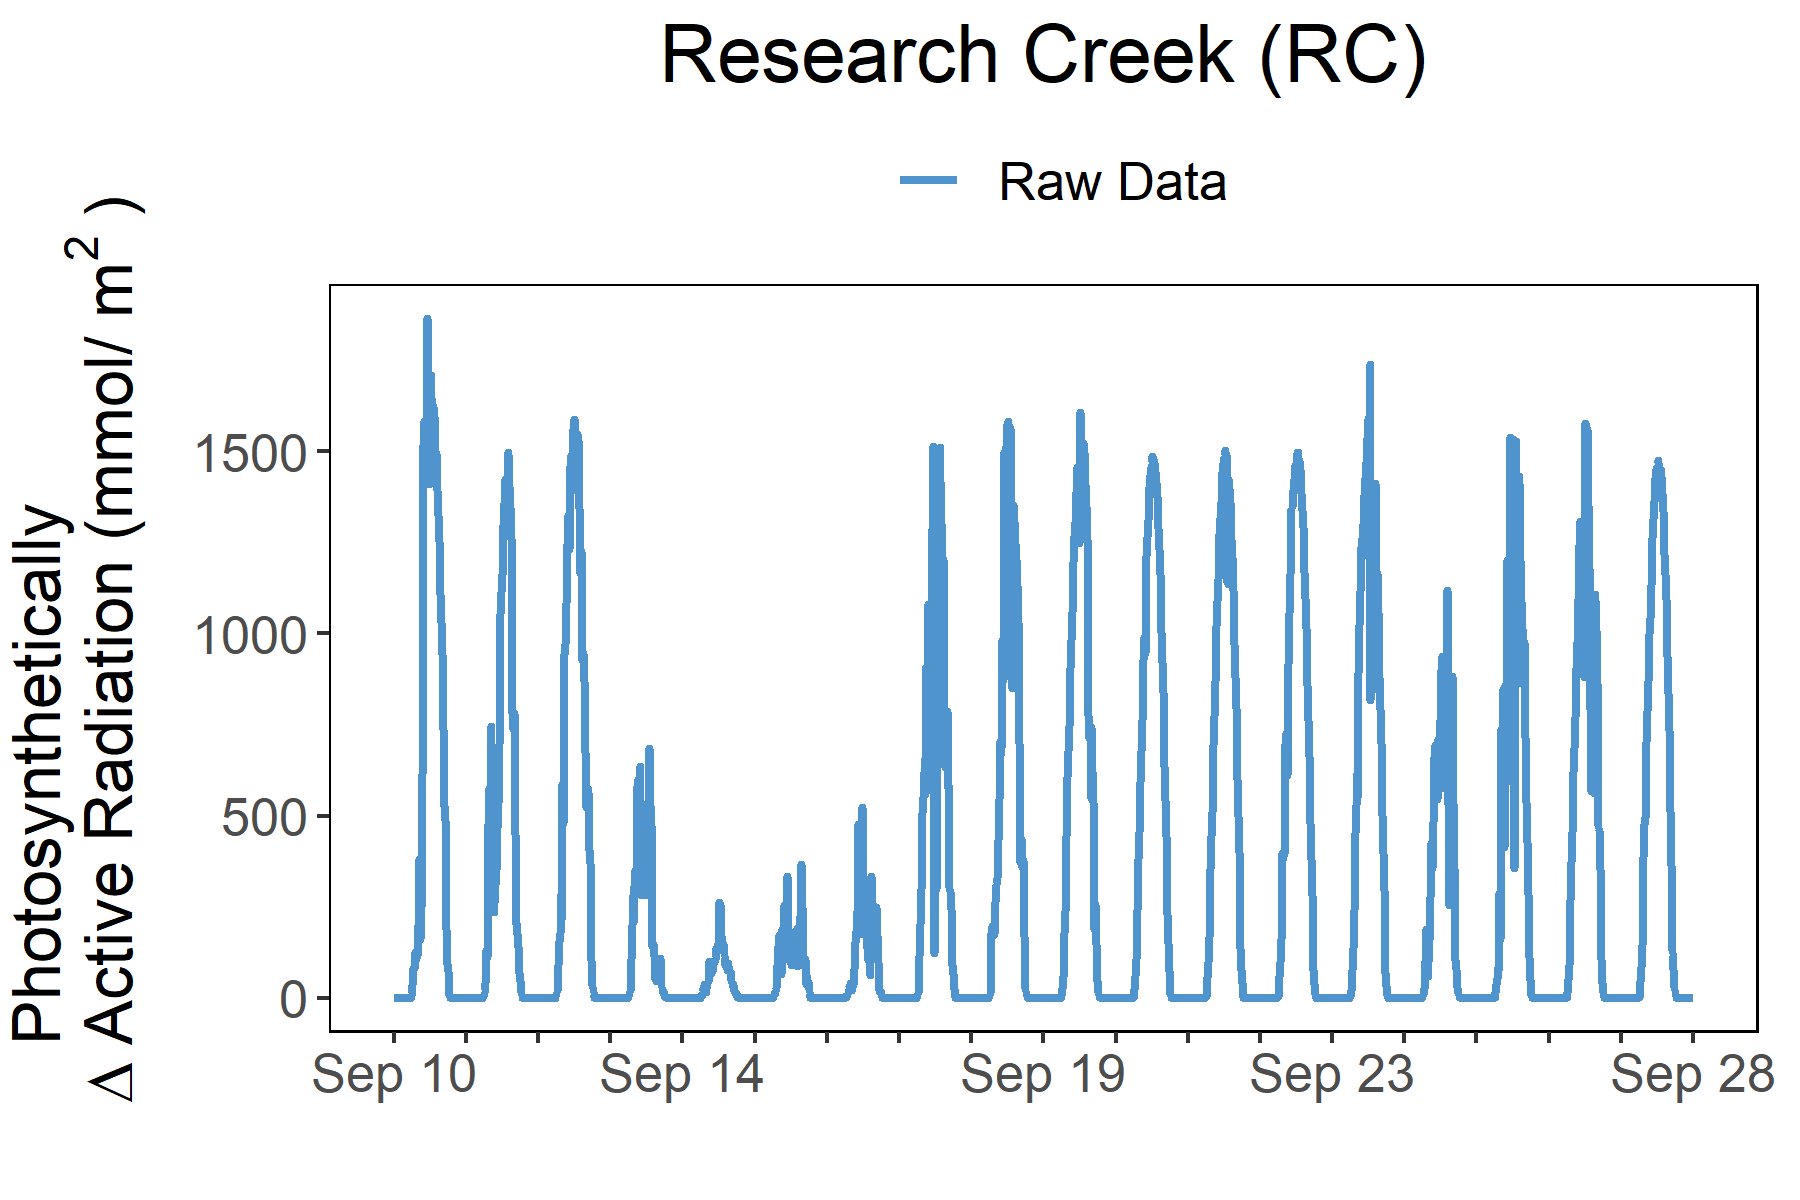 Research Creek (RC)
Raw Data
Photosynthetically
Δ Active Radiation (mmol/ m² )
1500
1000
500
0
Sep 10 Sep 14 Sep 19 Sep 23 Sep 28